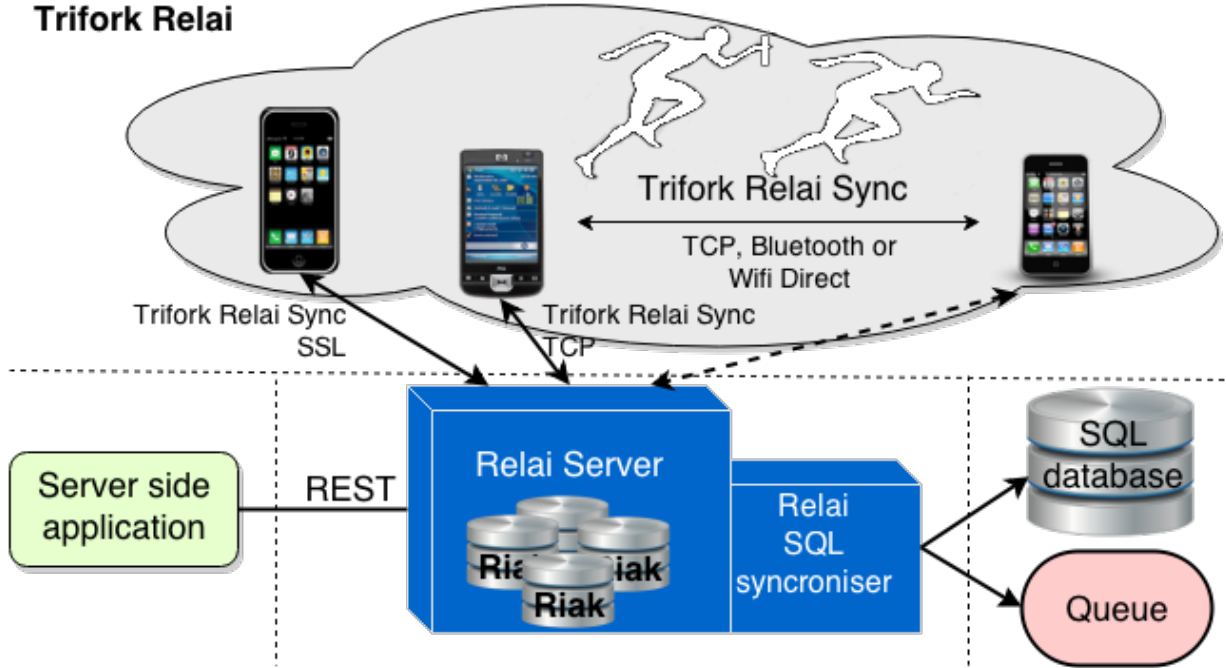 Trifork Relai
Trifork Relai Sync
TCP, Bluetooth or
Wifi Direct
Trifork Relai Sync
SSL
Trifork Relai Sync
TCP
Server side
application
REST
Relai Server
Riak
Riak
Riak
Relai
SQL
syncroniser
SQL
database
Queue